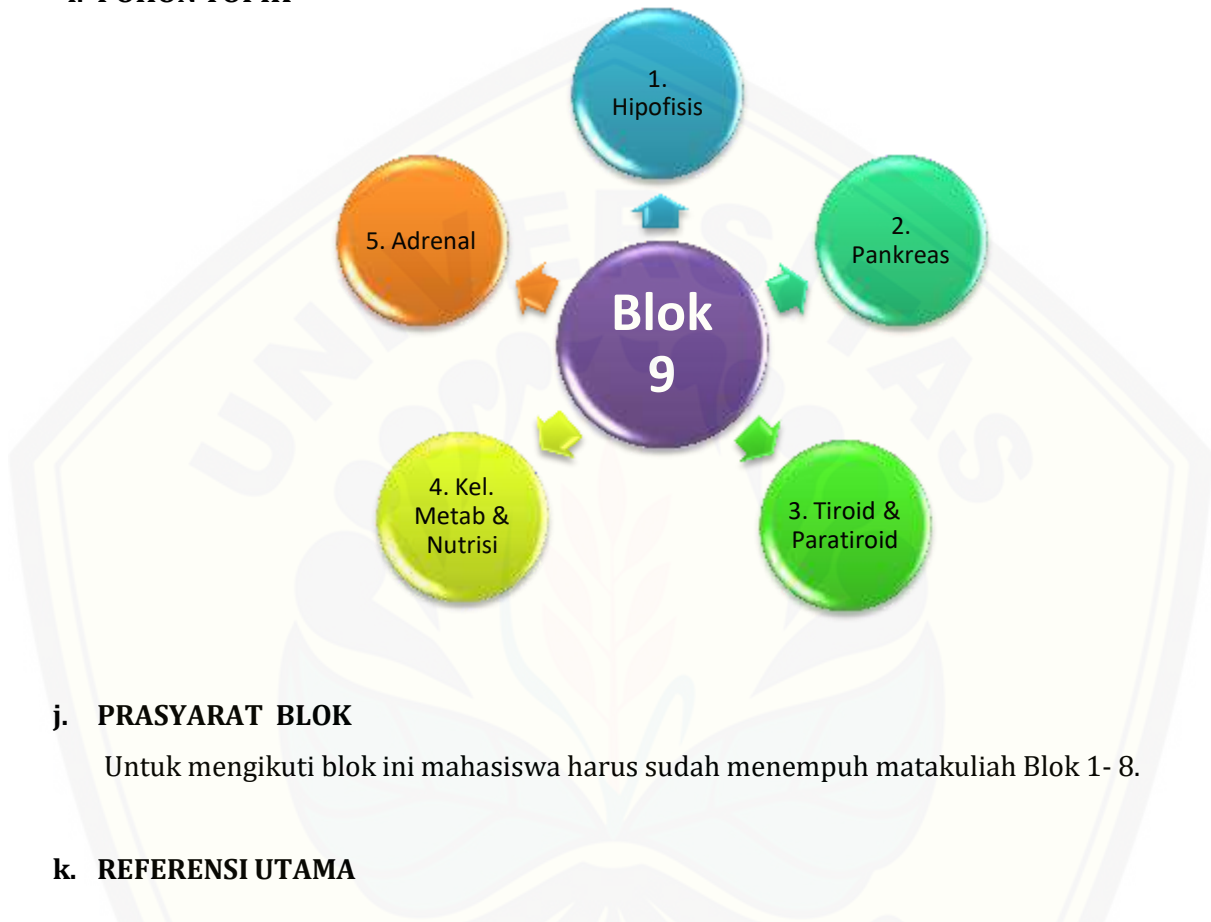 1.
Hipofisis
2.
Pankreas
3. Tiroid &
Paratiroid
4. Kel.
Metab &
Nutrisi
5. Adrenal
Blok
9
UNIVERSITAS
j. PRASYARAT BLOK
Untuk mengikuti blok ini mahasiswa harus sudah menempuh matakuliah Blok 1- 8.
k. REFERENSI UTAMA